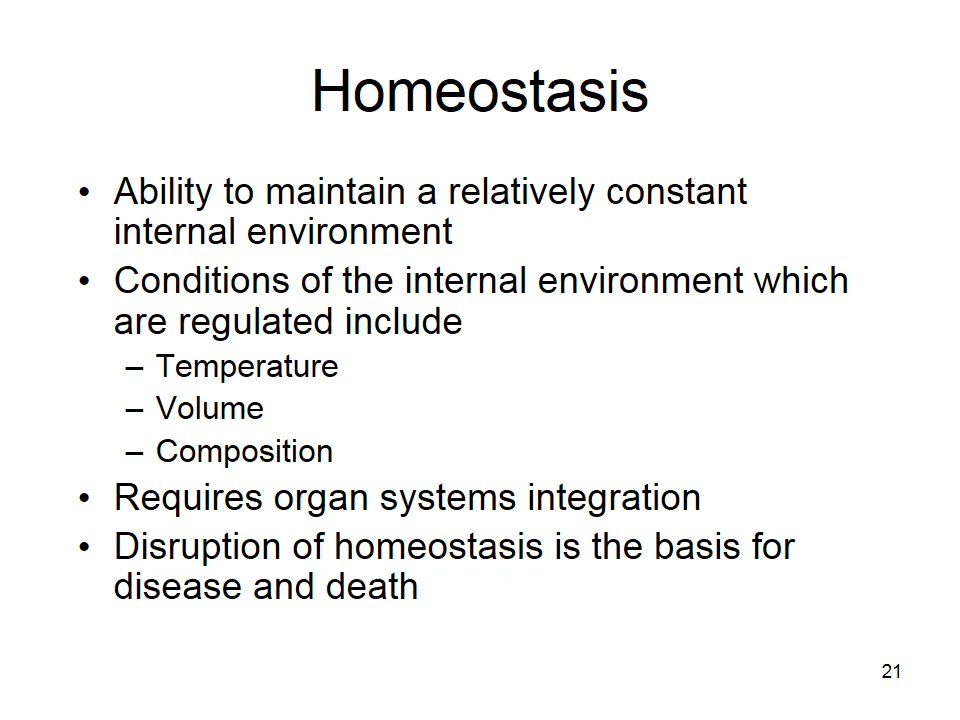 Homeostasis
• Ability to maintain a relatively constant
internal environment
• Conditions of the internal environment which
are regulated include
– Temperature
– Volume
– Composition
• Requires organ systems integration
• Disruption of homeostasis is the basis for
disease and death
21